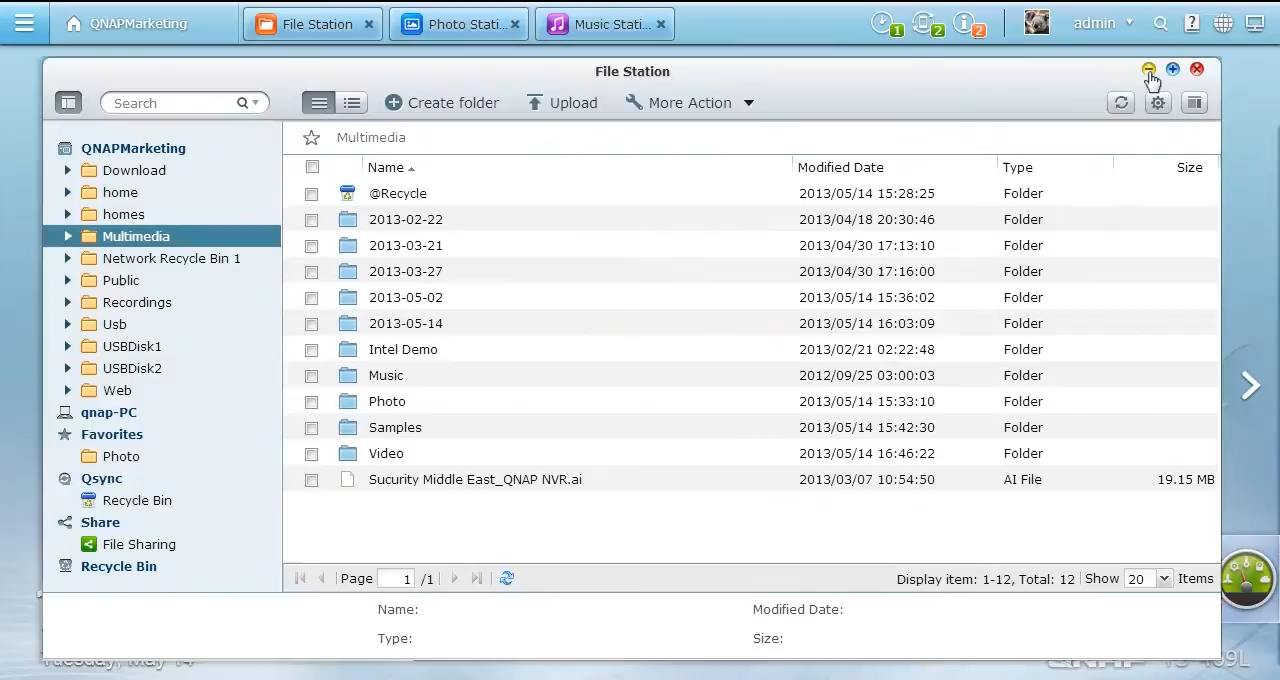 QNAPMarketing
File Station
Photo Stati...
Music Stati...
1
2
2
admin
File Station
Search
Create folder
Upload
More Action
QNAPMarketing
Download
home
homes
Multimedia
Network Recycle Bin 1
Public
Recordings
Usb
USBDisk1
USBDisk2
Web
qnap-PC
Favorites
Photo
Qsync
Recycle Bin
Share
File Sharing
Recycle Bin
Multimedia
Name Modified Date Type Size
@Recycle 2013/05/14 15:28:25 Folder
2013-02-22 2013/04/18 20:30:46 Folder
2013-03-21 2013/04/30 17:13:10 Folder
2013-03-27 2013/04/30 17:16:00 Folder
2013-05-02 2013/05/14 15:36:02 Folder
2013-05-14 2013/05/14 16:03:09 Folder
Intel Demo 2013/02/21 02:22:48 Folder
Music 2012/09/25 03:00:03 Folder
Photo 2013/05/14 15:33:10 Folder
Samples 2013/05/14 15:42:30 Folder
Video 2013/05/14 16:46:22 Folder
Sucurity Middle East_QNAP NVR.ai 2013/03/07 10:54:50 AI File 19.15 MB
Page 1 /1 Display item: 1-12, Total: 12 Show 20 Items
Name: Modified Date:
Type: Size:
Tuesday, May 14